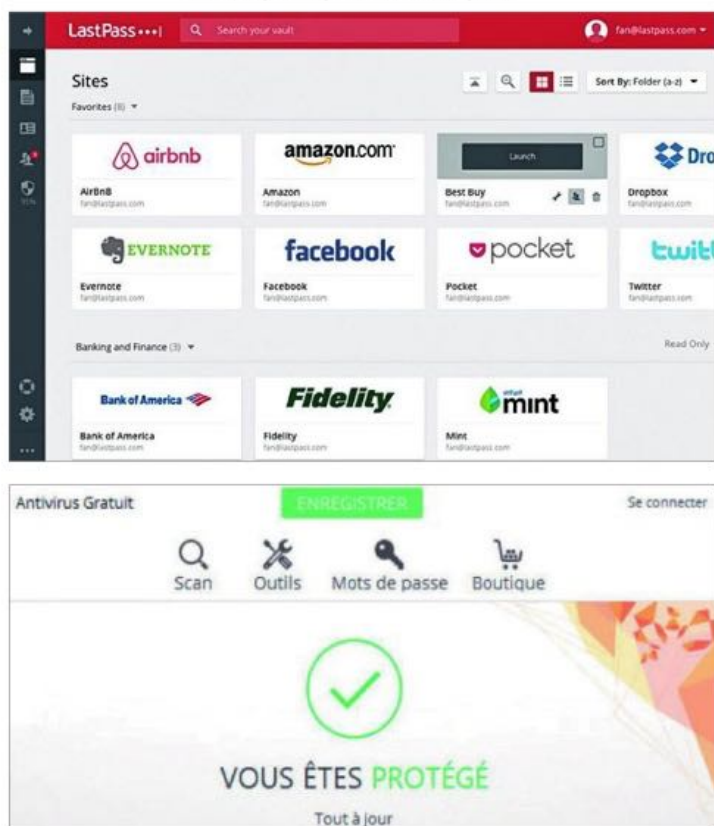 LastPass•••|
Search your vault
fan@lastpass.com
Sites
Sort By: Folder (a-z)
Favorites (8)
airbnb
amazon.com
Launch
Dro
AirBnB
Amazon
Best Buy
Dropbox
fan@lastpass.com
fan@lastpass.com
fan@lastpass.com
fan@lastpass.com
EVERNOTE
facebook
pocket
twitt
Evernote
Facebook
Pocket
Twitter
fan@lastpass.com
fan@lastpass.com
fan@lastpass.com
fan@lastpass.com
Banking and Finance (3)
Read Only
Bank of America
Fidelity
intuit
mint
Bank of America
Fidelity
Mint
fan@lastpass.com
fan@lastpass.com
fan@lastpass.com
Antivirus Gratuit
ENREGISTRER
Se connecter
Scan
Outils
Mots de passe
Boutique
VOUS ÊTES PROTÉGÉ
Tout à jour